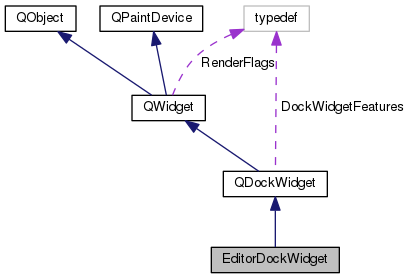 QObject
QPaintDevice
typedef
RenderFlags
QWidget
DockWidgetFeatures
QDockWidget
EditorDockWidget